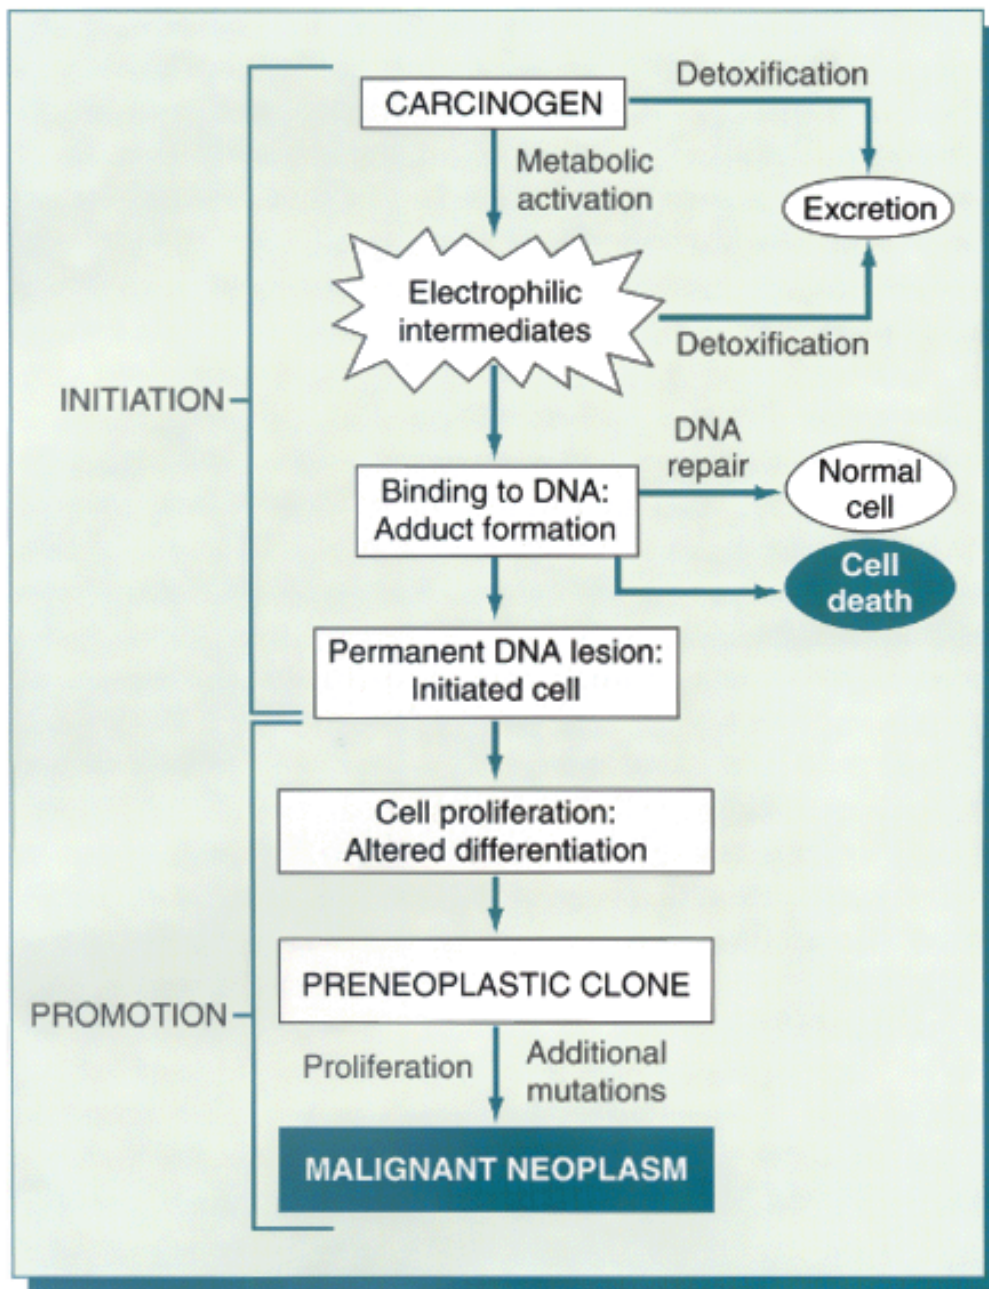 CARCINOGEN
Detoxification
Metabolic
activation
Excretion
Electrophilic
intermediates
Detoxification
INITIATION
DNA
repair
Binding to DNA:
Adduct formation
Normal
cell
Cell
death
Permanent DNA lesion:
Initiated cell
Cell proliferation:
Altered differentiation
PRENEOPLASTIC CLONE
PROMOTION
Proliferation
Additional
mutations
MALIGNANT NEOPLASM